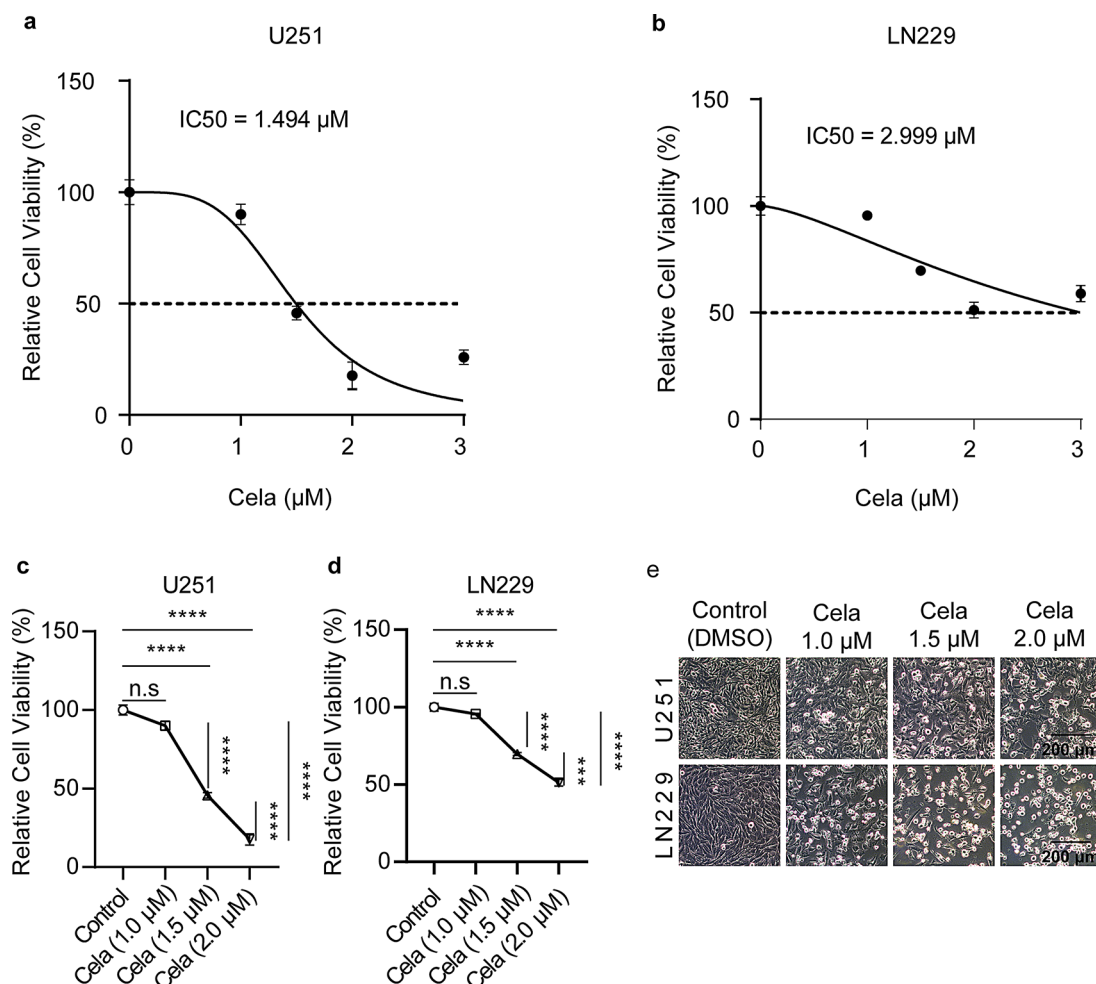 a
U251
Relative Cell Viability (%)
150
100
50
0
IC50 = 1.494 µM
0 1 2 3
Cela (µM)
b
LN229
Relative Cell Viability (%)
150
100
50
0
IC50 = 2.999 µM
0 1 2 3
Cela (µM)
c
U251
Relative Cell Viability (%)
150
100
50
0
****
****
n.s
****
****
****
Control
Cela (1.0 µM)
Cela (1.5 µM)
Cela (2.0 µM)
d
LN229
Relative Cell Viability (%)
150
100
50
0
****
****
n.s
****
***
****
Control
Cela (1.0 µM)
Cela (1.5 µM)
Cela (2.0 µM)
e
Control
(DMSO)
Cela
1.0 µM
Cela
1.5 µM
Cela
2.0 µM
U251
200 µm
LN229
200 µm